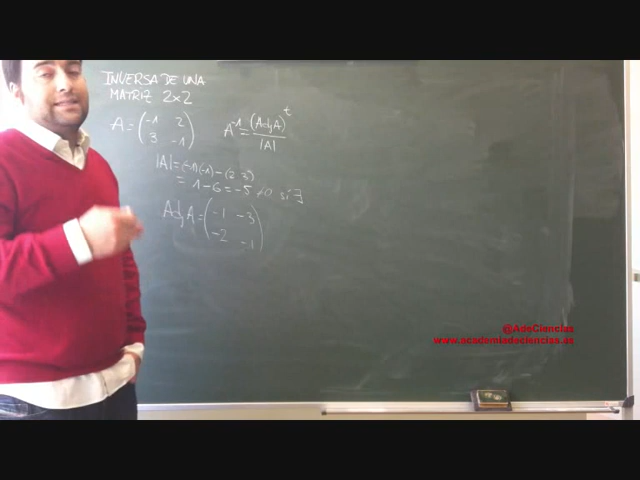 INVERSA DE UNA
MATRIZ 2x2
A = (-1 2
3 -1)
A⁻¹ = (AdjA)ᵗ / |A|
|A| = (-1)(-1) - (2·3) =
= 1 - 6 = -5 ≠ 0 sí ∃
AdjA = (-1 -3
-2 -1)
@AdeCiencias
www.academiadeciencias.es